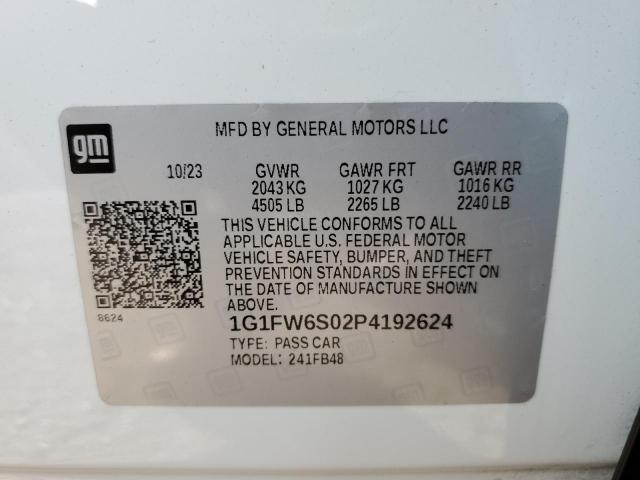 gm
MFD BY GENERAL MOTORS LLC
10/23 GVWR GAWR FRT GAWR RR
2043 KG 1027 KG 1016 KG
4505 LB 2265 LB 2240 LB
THIS VEHICLE CONFORMS TO ALL
APPLICABLE U.S. FEDERAL MOTOR
VEHICLE SAFETY, BUMPER, AND THEFT
PREVENTION STANDARDS IN EFFECT ON
THE DATE OF MANUFACTURE SHOWN
ABOVE.
8624
1G1FW6S02P4192624
TYPE: PASS CAR
MODEL: 241FB48